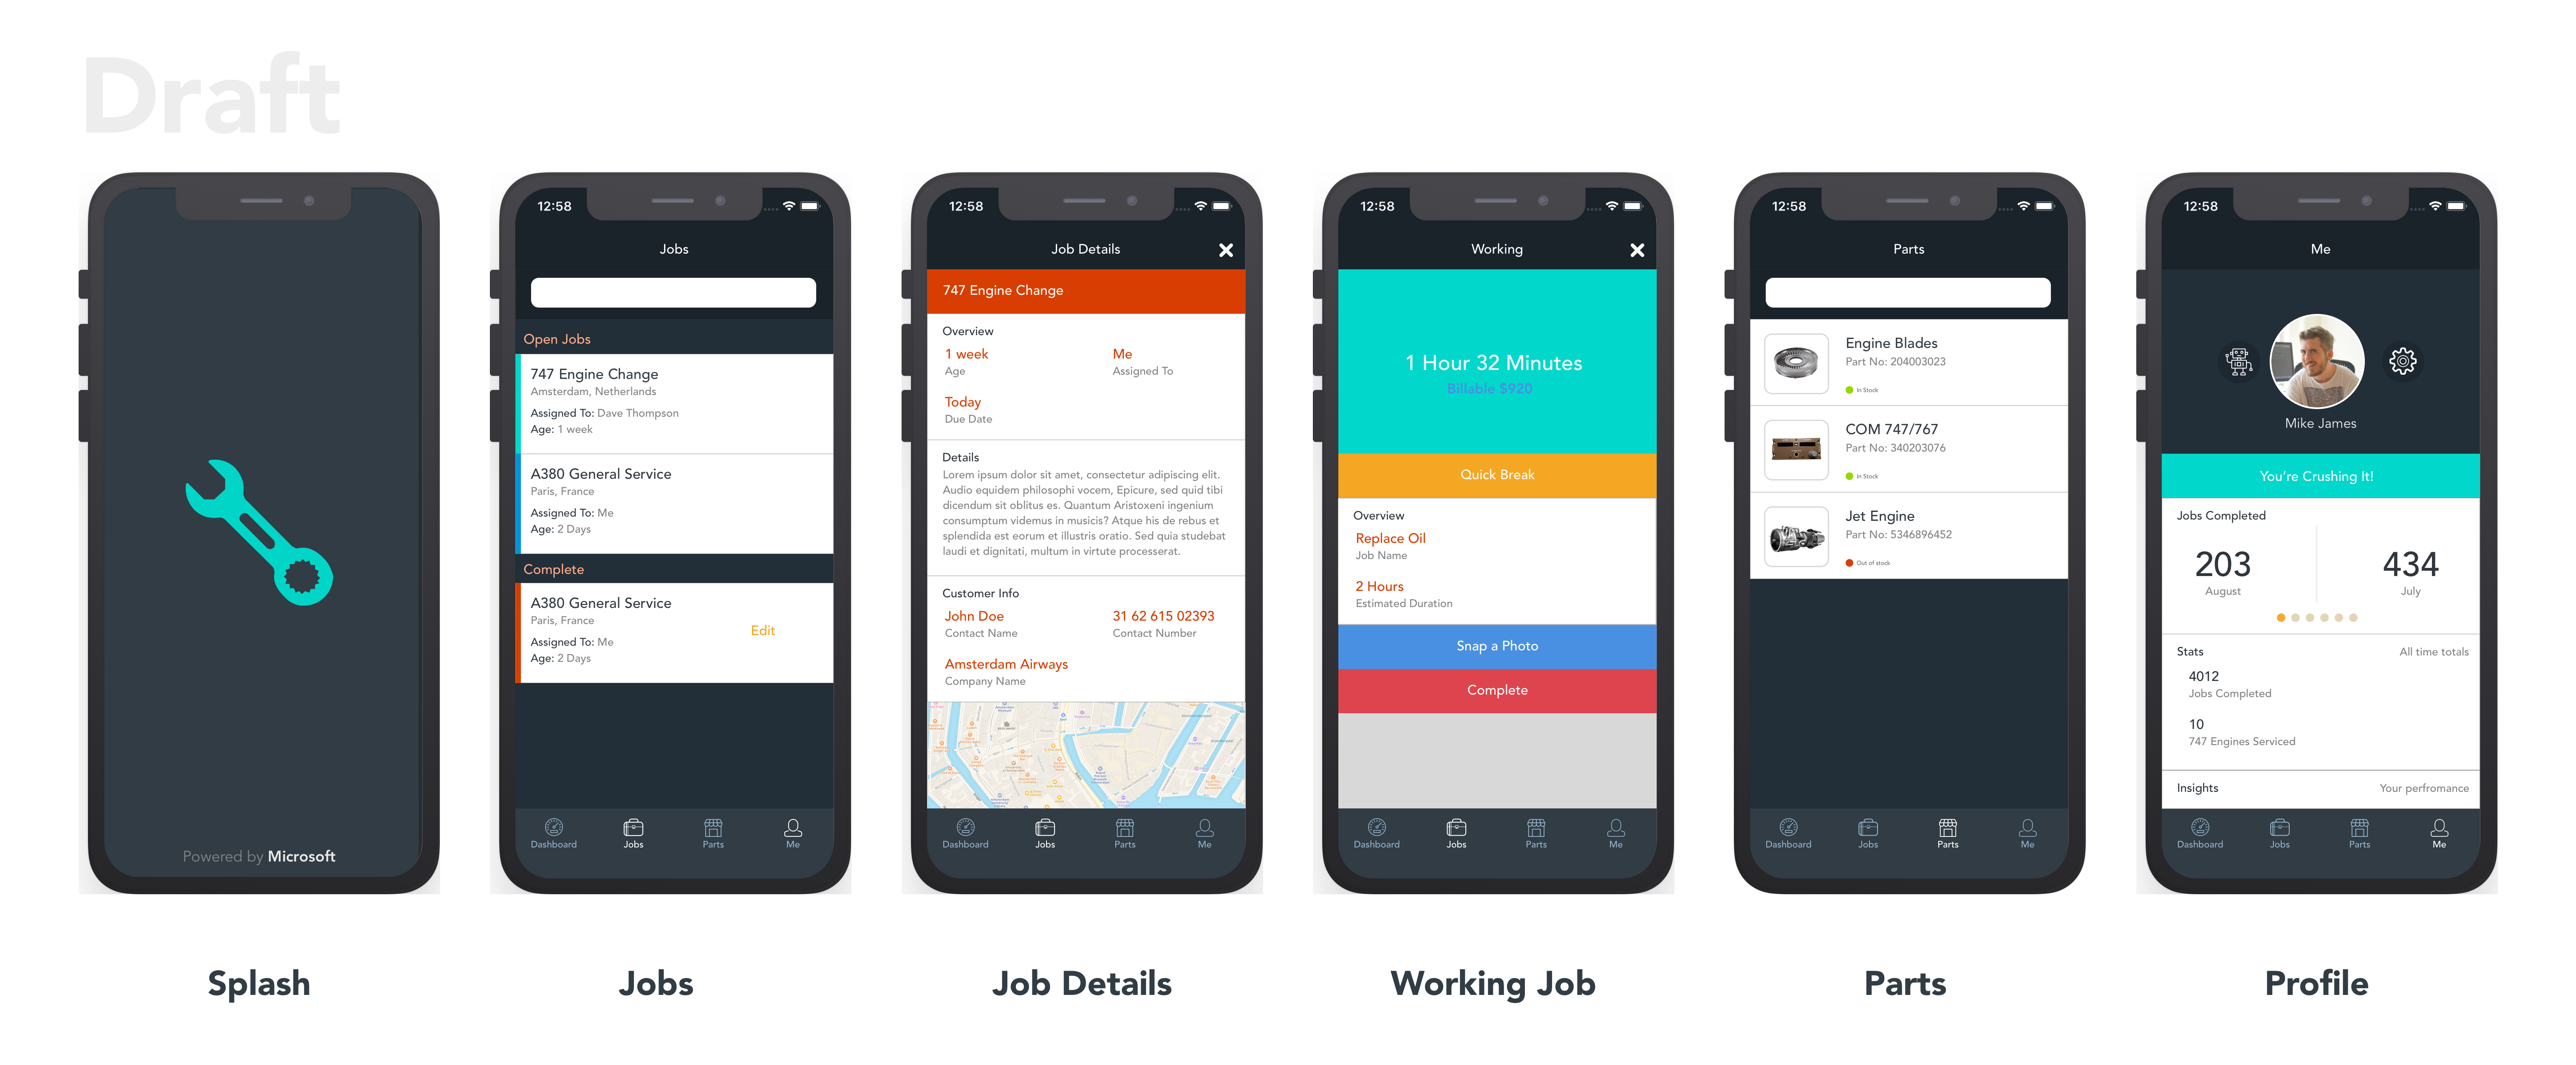 Draft
Powered by Microsoft
Splash
12:58
Jobs
Open Jobs
747 Engine Change
Amsterdam, Netherlands
Assigned To: Dave Thompson
Age: 1 week
A380 General Service
Paris, France
Assigned To: Me
Age: 2 Days
Complete
A380 General Service
Paris, France
Assigned To: Me
Age: 2 Days
Edit
Dashboard Jobs Parts Me
Jobs
12:58
Job Details
747 Engine Change
Overview
1 week Me
Age Assigned To
Today
Due Date
Details
Lorem ipsum dolor sit amet, consectetur adipiscing elit.
Audio equidem philosophi vocem, Epicure, sed quid tibi
dicendum sit oblitus es. Quantum Aristoxeni ingenium
consumptum videmus in musicis? Atque his de rebus et
splendida est eorum et illustris oratio. Sed quia studebat
laudi et dignitati, multum in virtute processerat.
Customer Info
John Doe 31 62 615 02393
Contact Name Contact Number
Amsterdam Airways
Company Name
Dashboard Jobs Parts Me
Job Details
12:58
Working
1 Hour 32 Minutes
Billable $920
Quick Break
Overview
Replace Oil
Job Name
2 Hours
Estimated Duration
Snap a Photo
Complete
Dashboard Jobs Parts Me
Working Job
12:58
Parts
Engine Blades
Part No: 204003023
In Stock
COM 747/767
Part No: 340203076
In Stock
Jet Engine
Part No: 5346896452
Out of stock
Dashboard Jobs Parts Me
Parts
12:58
Me
Mike James
You're Crushing It!
Jobs Completed
203 434
August July
Stats All time totals
4012
Jobs Completed
10
747 Engines Serviced
Insights Your perfromance
Dashboard Jobs Parts Me
Profile